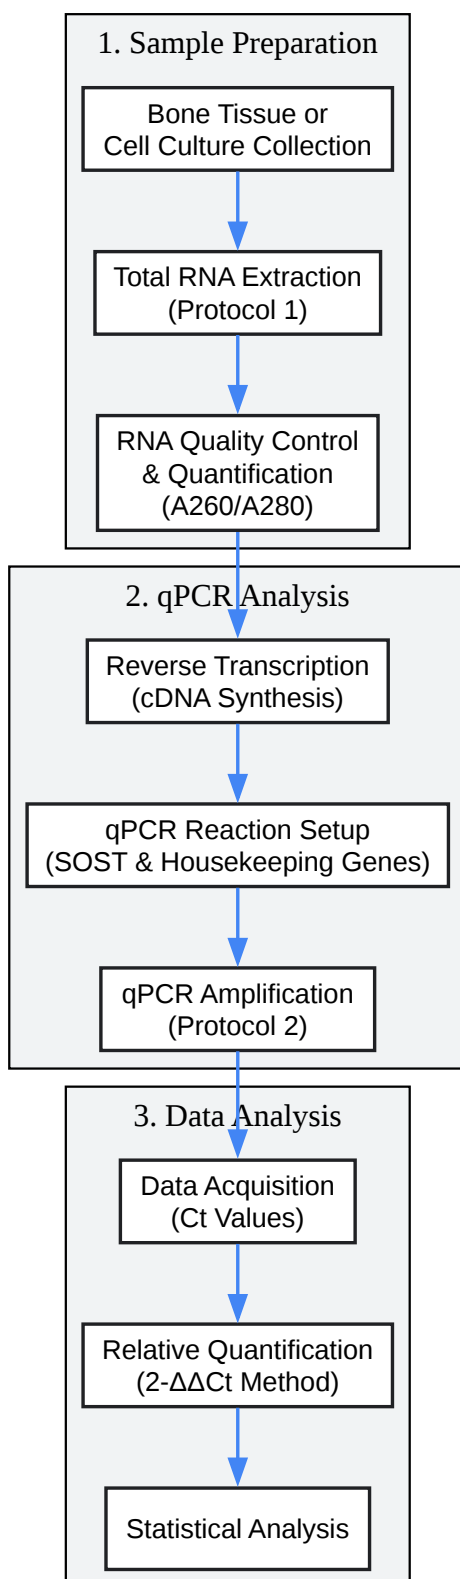 1. Sample Preparation
Bone Tissue or
Cell Culture Collection
Total RNA Extraction
(Protocol 1)
RNA Quality Control
& Quantification
(A260/A280)
2. qPCR Analysis
Reverse Transcription
(cDNA Synthesis)
qPCR Reaction Setup
(SOST & Housekeeping Genes)
qPCR Amplification
(Protocol 2)
3. Data Analysis
Data Acquisition
(Ct Values)
Relative Quantification
(2-ΔΔCt Method)
Statistical Analysis